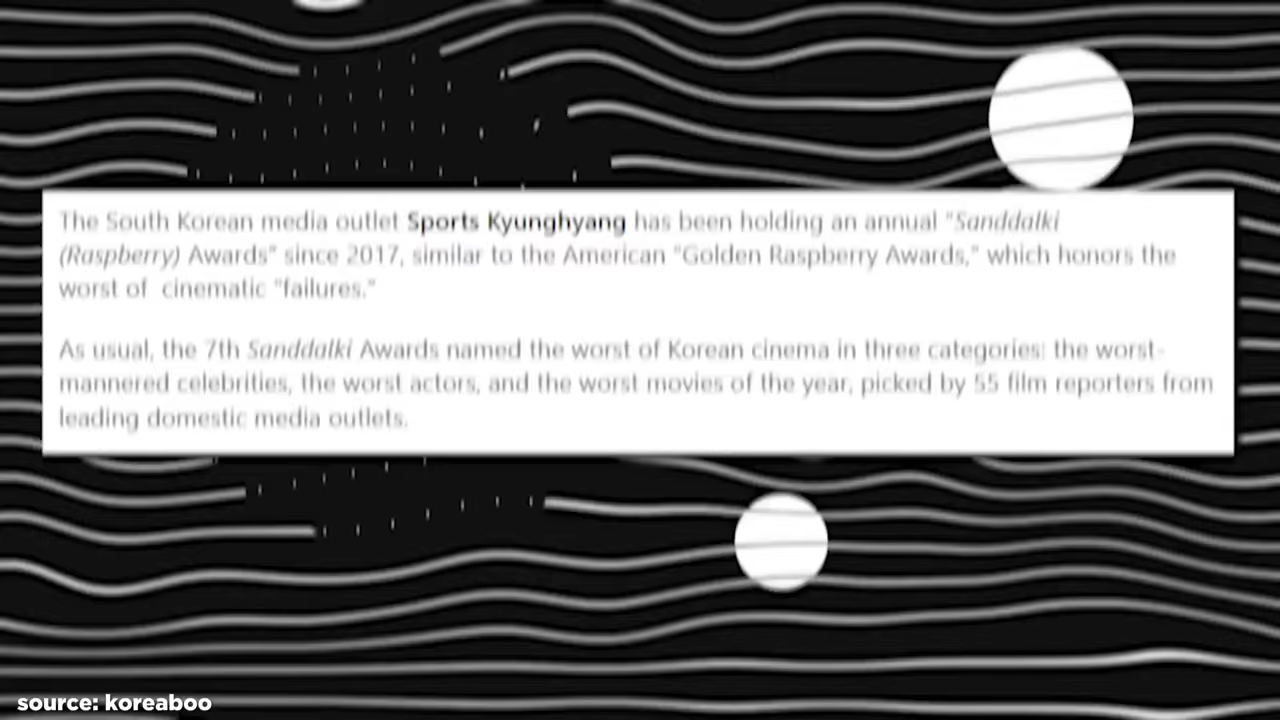 The South Korean media outlet Sports Kyunghyang has been holding an annual "Sanddalki
(Raspberry) Awards" since 2017, similar to the American "Golden Raspberry Awards," which honors the
worst of cinematic "failures."
As usual, the 7th Sanddalki Awards named the worst of Korean cinema in three categories: the worst-
mannered celebrities, the worst actors, and the worst movies of the year, picked by 55 film reporters from
leading domestic media outlets.
source: koreaboo